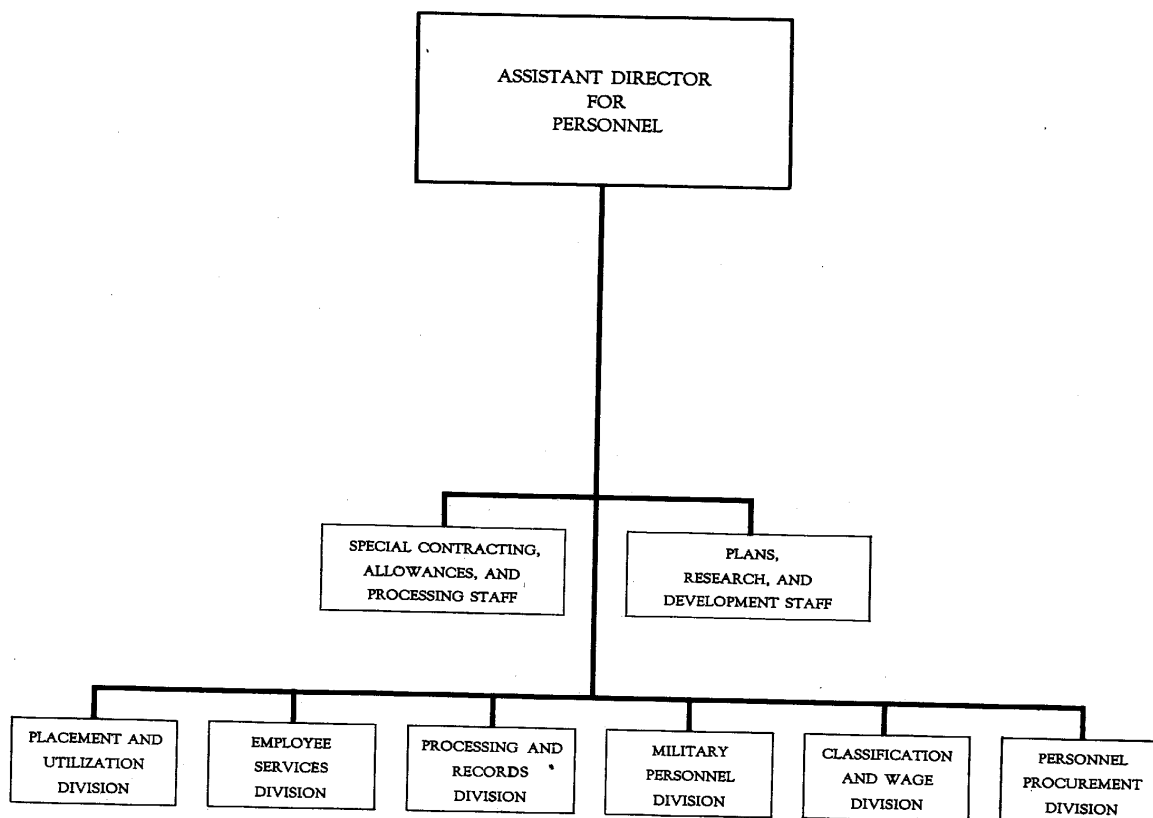 ASSISTANT DIRECTOR
FOR
PERSONNEL
SPECIAL CONTRACTING,
ALLOWANCES, AND
PROCESSING STAFF
PLANS,
RESEARCH, AND
DEVELOPMENT STAFF
PLACEMENT AND
UTILIZATION
DIVISION
EMPLOYEE
SERVICES
DIVISION
PROCESSING AND
RECORDS
DIVISION
MILITARY
PERSONNEL
DIVISION
CLASSIFICATION
AND WAGE
DIVISION
PERSONNEL
PROCUREMENT
DIVISION